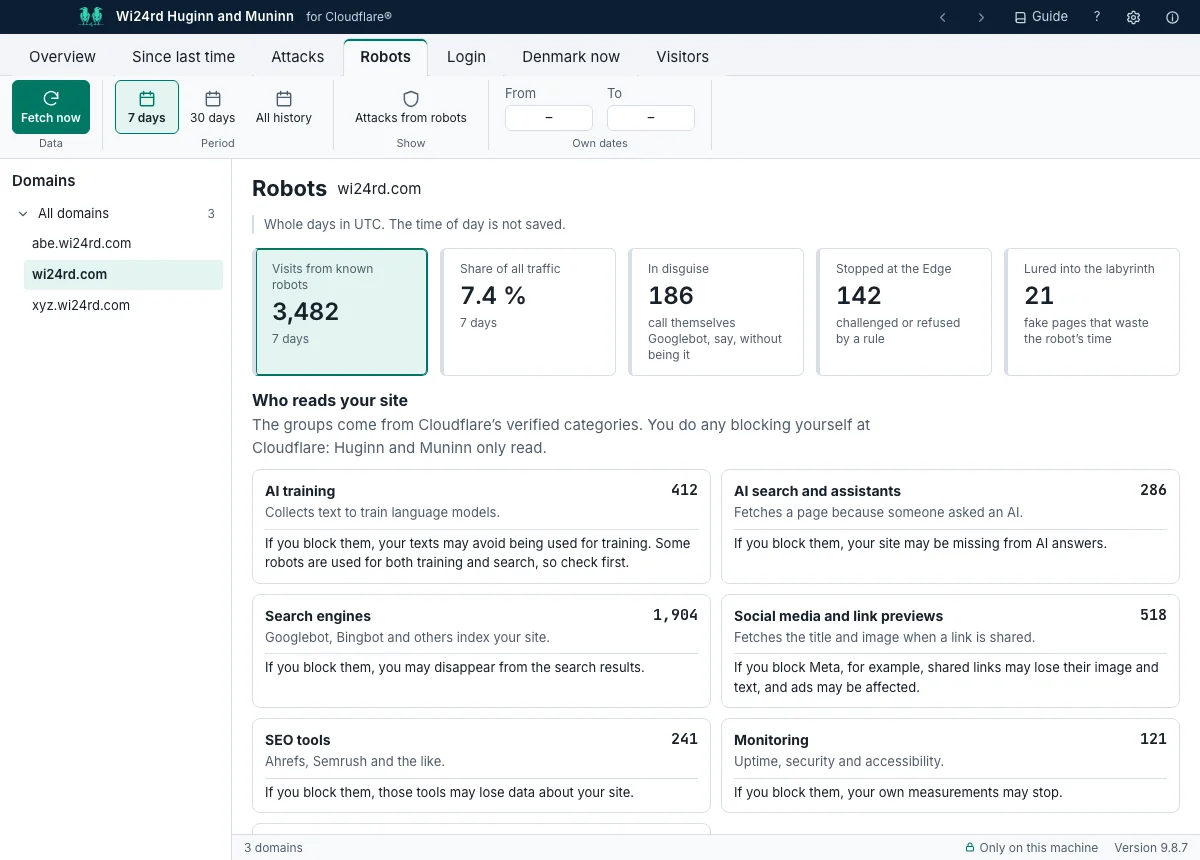 Wi24rd Huginn and Muninn for Cloudflare®
Guide ?
Overview Since last time Attacks Robots Login Denmark now Visitors
Fetch now
Data
7 days 30 days All history
Period
Attacks from robots
Show
From To
– –
Own dates
Domains
All domains 3
abe.wi24rd.com
wi24rd.com
xyz.wi24rd.com
Robots wi24rd.com
Whole days in UTC. The time of day is not saved.
Visits from known
robots
3,482
7 days
Share of all traffic
7.4 %
7 days
In disguise
186
call themselves
Googlebot, say, without
being it
Stopped at the Edge
142
challenged or refused
by a rule
Lured into the labyrinth
21
fake pages that waste
the robot’s time
Who reads your site
The groups come from Cloudflare’s verified categories. You do any blocking yourself at
Cloudflare: Huginn and Muninn only read.
AI training 412
Collects text to train language models.
If you block them, your texts may avoid being used for training. Some
robots are used for both training and search, so check first.
AI search and assistants 286
Fetches a page because someone asked an AI.
If you block them, your site may be missing from AI answers.
Search engines 1,904
Googlebot, Bingbot and others index your site.
If you block them, you may disappear from the search results.
Social media and link previews 518
Fetches the title and image when a link is shared.
If you block Meta, for example, shared links may lose their image and
text, and ads may be affected.
SEO tools 241
Ahrefs, Semrush and the like.
If you block them, those tools may lose data about your site.
Monitoring 121
Uptime, security and accessibility.
If you block them, your own measurements may stop.
3 domains
Only on this machine Version 9.8.7